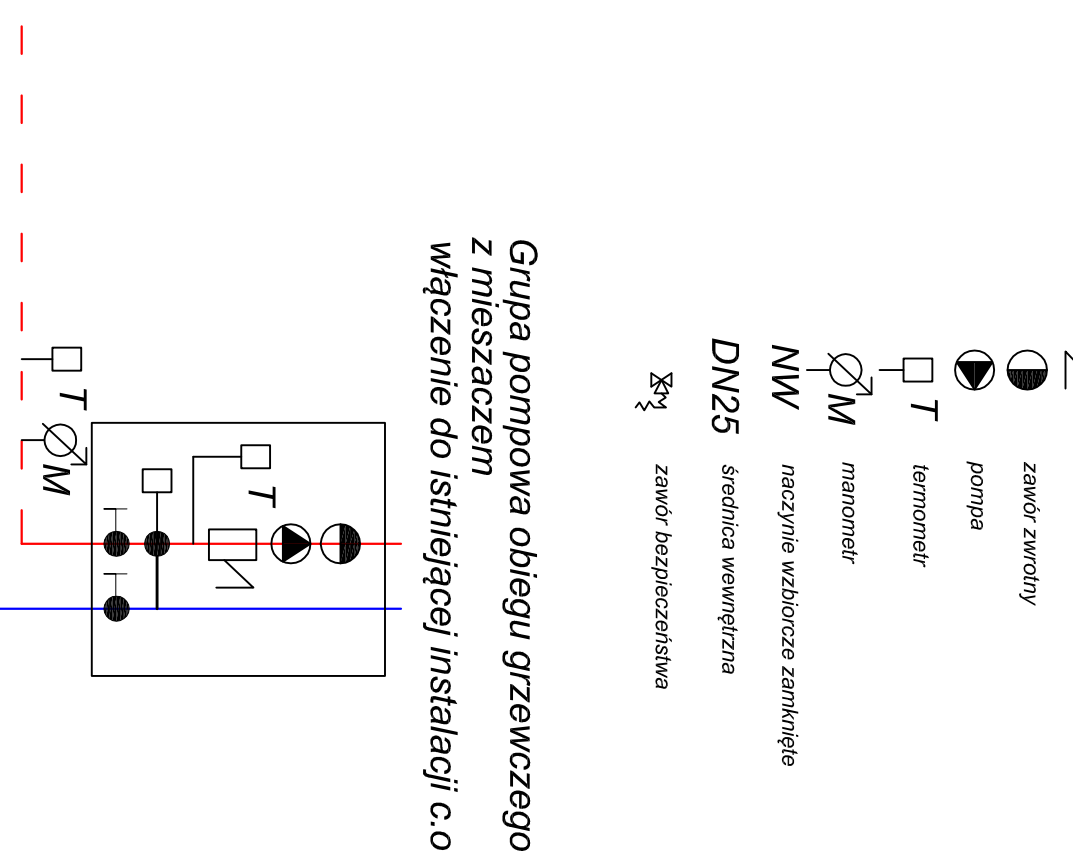 zawór zwrotny
pompa
T termometr
M manometr
NW naczynie wzbiorcze zamknięte
DN25 średnica wewnętrzna
zawór bezpieczeństwa
Grupa pompowa obiegu grzewczego
z mieszaczem
włączenie do istniejącej instalacji c.o
T
T
M